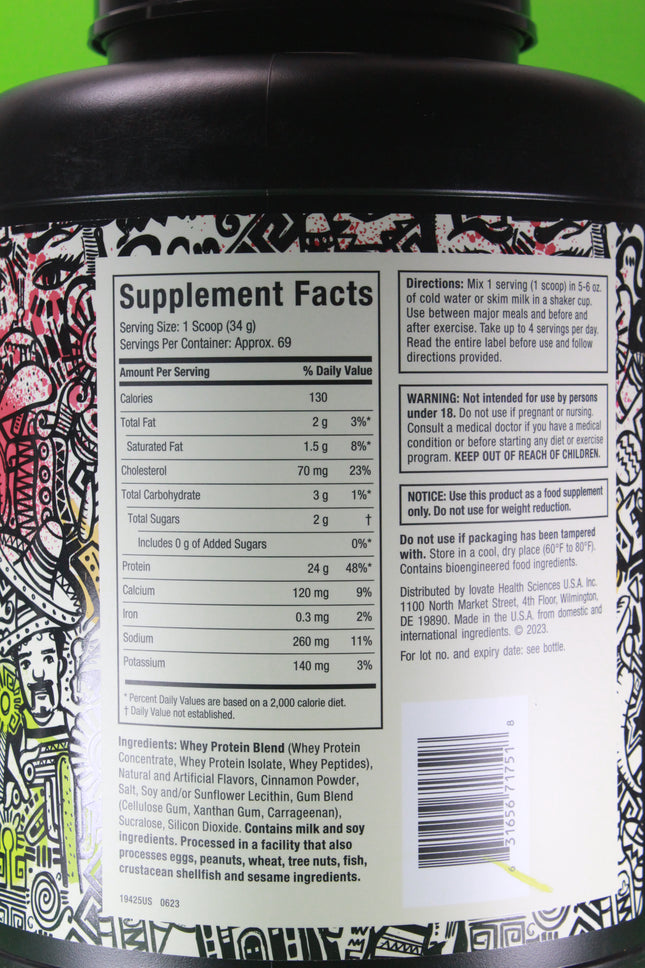 Supplement Facts
Serving Size: 1 Scoop (34 g)
Servings Per Container: Approx. 69
Amount Per Serving % Daily Value
Calories 130
Total Fat 2 g 3%*
Saturated Fat 1.5 g 8%*
Cholesterol 70 mg 23%
Total Carbohydrate 3 g 1%*
Total Sugars 2 g †
Includes 0 g of Added Sugars 0%*
Protein 24 g 48%*
Calcium 120 mg 9%
Iron 0.3 mg 2%
Sodium 260 mg 11%
Potassium 140 mg 3%
* Percent Daily Values are based on a 2,000 calorie diet.
† Daily Value not established.
Ingredients: Whey Protein Blend (Whey Protein
Concentrate, Whey Protein Isolate, Whey Peptides),
Natural and Artificial Flavors, Cinnamon Powder,
Salt, Soy and/or Sunflower Lecithin, Gum Blend
(Cellulose Gum, Xanthan Gum, Carrageenan),
Sucralose, Silicon Dioxide. Contains milk and soy
ingredients. Processed in a facility that also
processes eggs, peanuts, wheat, tree nuts, fish,
crustacean shellfish and sesame ingredients.
19425US 0623
Directions: Mix 1 serving (1 scoop) in 5-6 oz.
of cold water or skim milk in a shaker cup.
Use between major meals and before and
after exercise. Take up to 4 servings per day.
Read the entire label before use and follow
directions provided.
WARNING: Not intended for use by persons
under 18. Do not use if pregnant or nursing.
Consult a medical doctor if you have a medical
condition or before starting any diet or exercise
program. KEEP OUT OF REACH OF CHILDREN.
NOTICE: Use this product as a food supplement
only. Do not use for weight reduction.
Do not use if packaging has been tampered
with. Store in a cool, dry place (60°F to 80°F).
Contains bioengineered food ingredients.
Distributed by Iovate Health Sciences U.S.A. Inc.
1100 North Market Street, 4th Floor, Wilmington,
DE 19890. Made in the U.S.A. from domestic and
international ingredients. © 2023.
For lot no. and expiry date: see bottle.
6 31656 71751 8